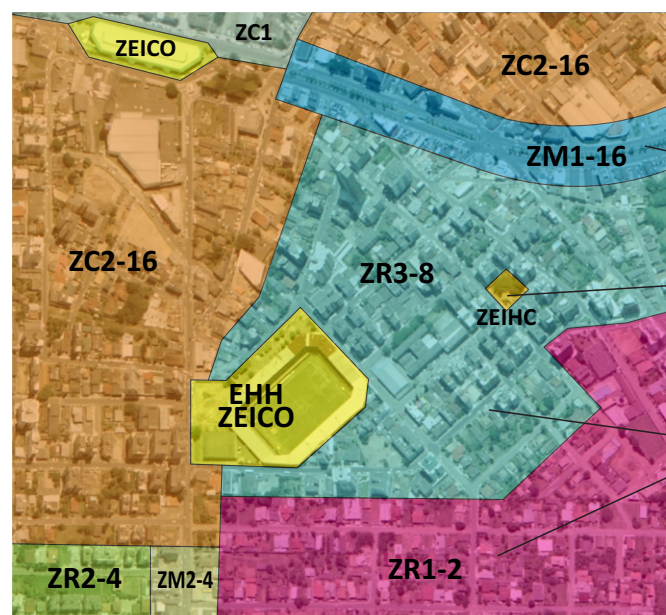 ZC1
ZEICO
ZC2-16
ZM1-16
ZC2-16
ZR3-8
ZEIHC
EHH
ZEICO
ZR2-4
ZM2-4
ZR1-2